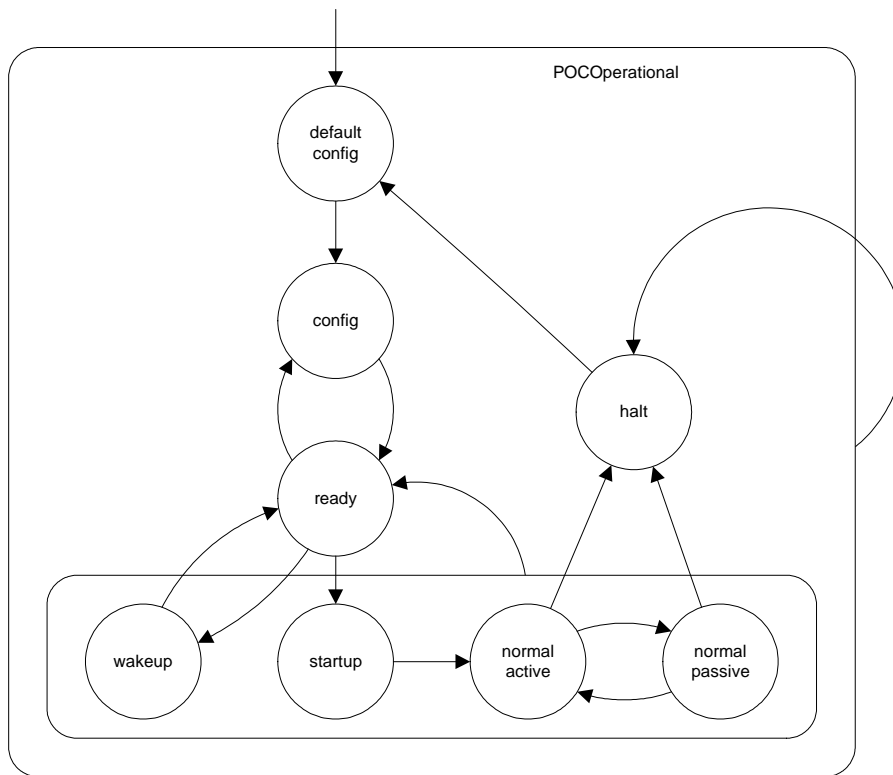 POCOperational
default
config
config
halt
ready
wakeup
startup
normal
active
normal
passive